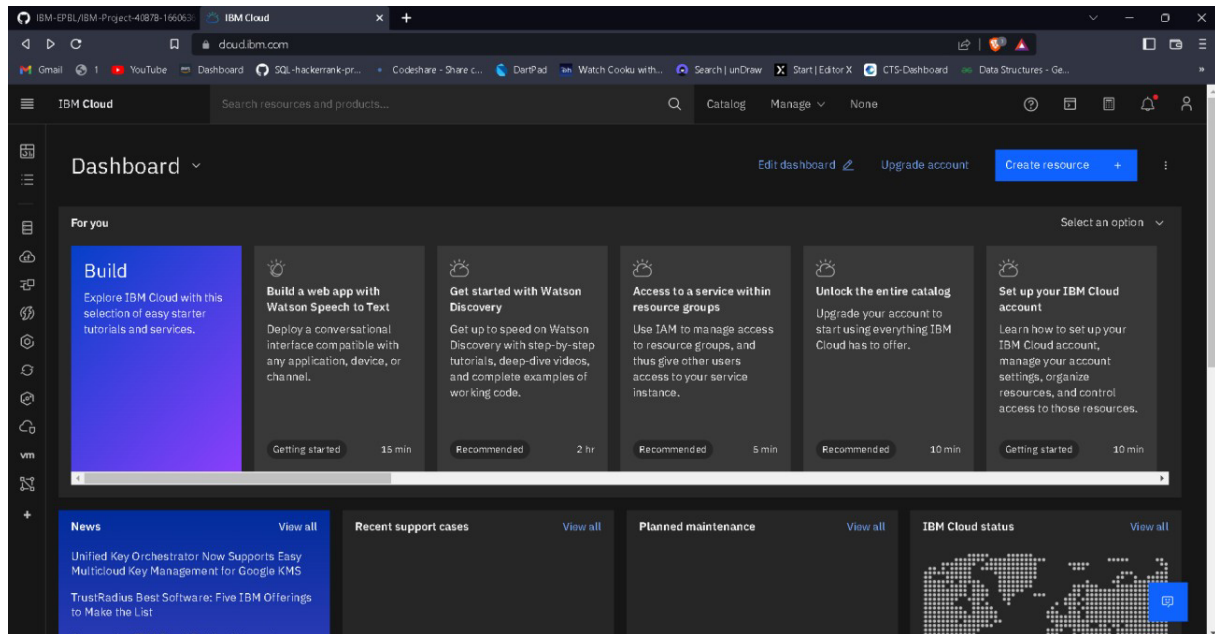 IBM-EPBL/IBM-Project-40878-166063
IBM Cloud
cloud.ibm.com
Gmail
1
YouTube
Dashboard
SQL-hackerrank-pr...
Codeshare - Share c...
DartPad
Watch Cooku with...
Search | unDraw
Start | Editor X
CTS-Dashboard
Data Structures - Ge...
IBM Cloud
Search resources and products...
Catalog
Manage
None
Dashboard
Edit dashboard
Upgrade account
Create resource +
For you
Select an option
Build
Explore IBM Cloud with this
selection of easy starter
tutorials and services.
Build a web app with
Watson Speech to Text
Deploy a conversational
interface compatible with
any application, device, or
channel.
Getting started
15 min
Get started with Watson
Discovery
Get up to speed on Watson
Discovery with step-by-step
tutorials, deep-dive videos,
and complete examples of
working code.
Recommended
2 hr
Access to a service within
resource groups
Use IAM to manage access
to resource groups, and
thus give other users
access to your service
instance.
Recommended
5 min
Unlock the entire catalog
Upgrade your account to
start using everything IBM
Cloud has to offer.
Recommended
10 min
Set up your IBM Cloud
account
Learn how to set up your
IBM Cloud account,
manage your account
settings, organize
resources, and control
access to those resources.
Getting started
10 min
vm
News
View all
Unified Key Orchestrator Now Supports Easy
Multicloud Key Management for Google KMS
TrustRadius Best Software: Five IBM Offerings
to Make the List
Recent support cases
View all
Planned maintenance
View all
IBM Cloud status
View all